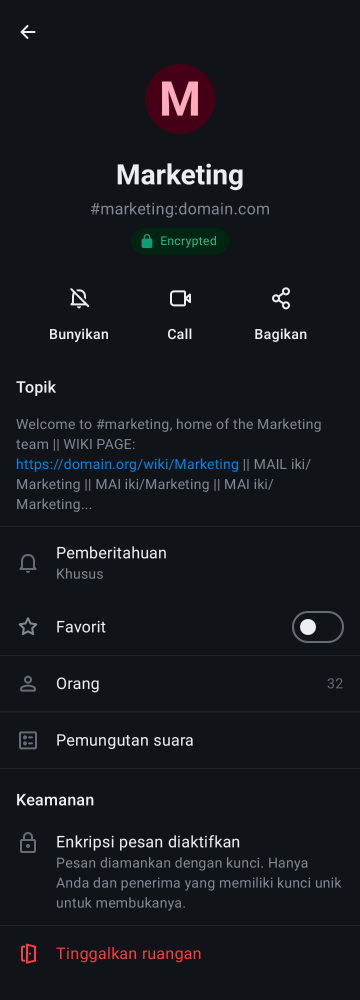 M
Marketing
#marketing:domain.com
Encrypted
Bunyikan
Call
Bagikan
Topik
Welcome to #marketing, home of the Marketing
team || WIKI PAGE:
https://domain.org/wiki/Marketing || MAIL iki/
Marketing || MAI iki/Marketing || MAI iki/
Marketing...
Pemberitahuan
Khusus
Favorit
Orang
32
Pemungutan suara
Keamanan
Enkripsi pesan diaktifkan
Pesan diamankan dengan kunci. Hanya
Anda dan penerima yang memiliki kunci unik
untuk membukanya.
Tinggalkan ruangan